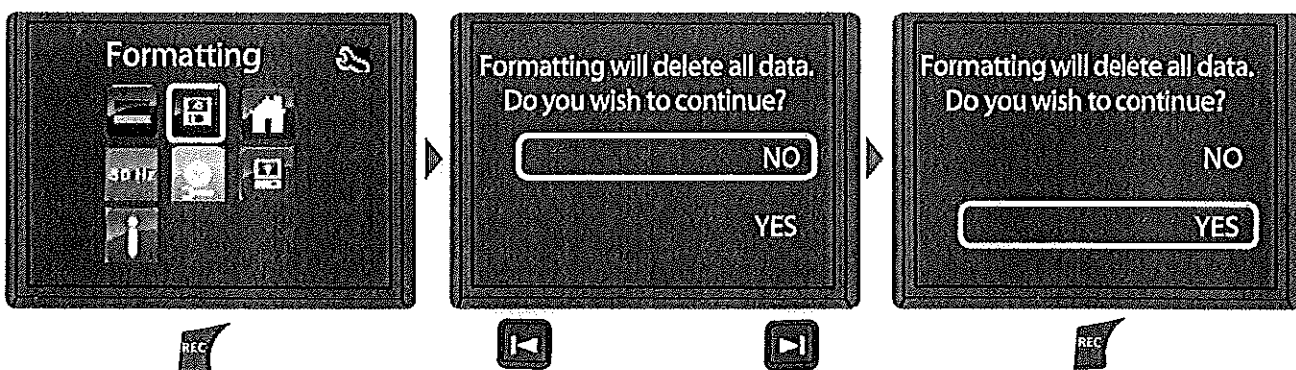 Formatting
50 Hz
Formatting will delete all data.
Do you wish to continue?
NO
YES
Formatting will delete all data.
Do you wish to continue?
NO
YES
REC
REC